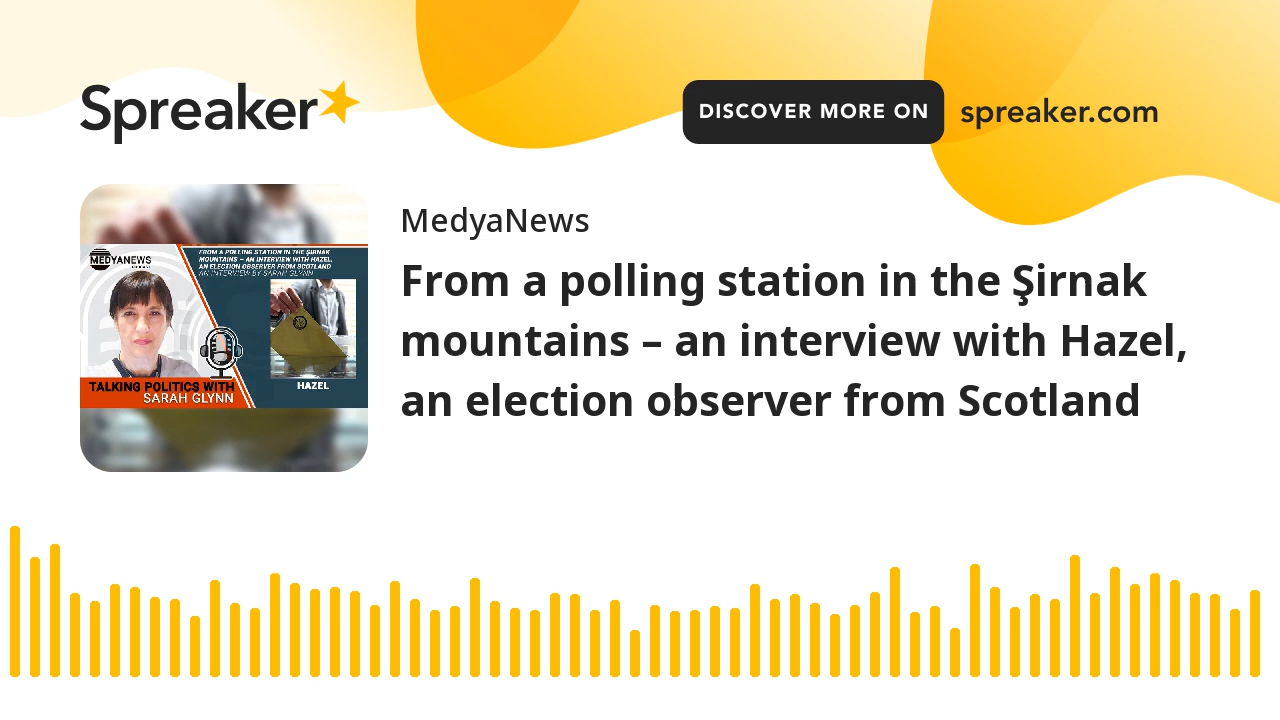 Spreaker
DISCOVER MORE ON
spreaker.com
MedyaNews
From a polling station in the Şirnak
mountains – an interview with Hazel,
an election observer from Scotland
MEDYANEWS
PODCAST
FROM A POLLING STATION IN THE ŞIRNAK
MOUNTAINS – AN INTERVIEW WITH HAZEL,
AN ELECTION OBSERVER FROM SCOTLAND
AN INTERVIEW BY SARAH GLYNN
HAZEL
TALKING POLITICS WITH
SARAH GLYNN